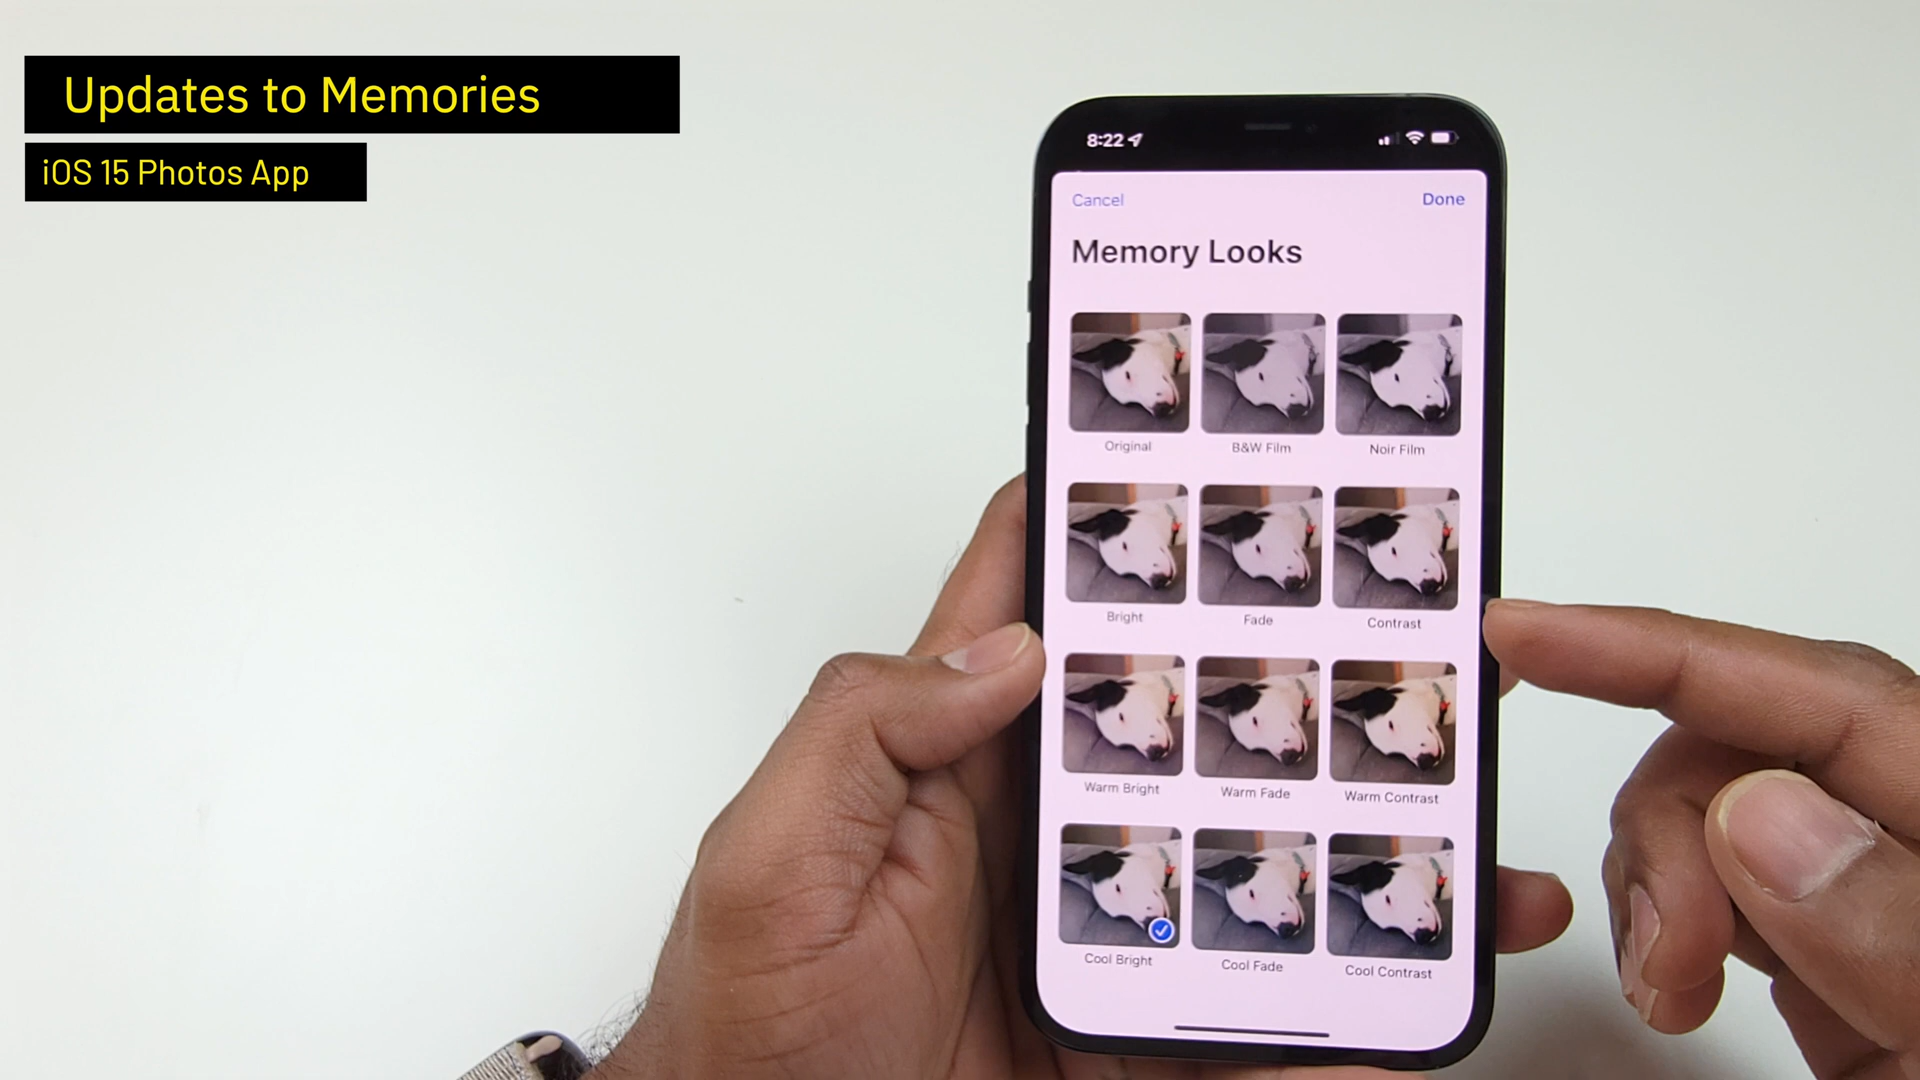 Updates to Memories
iOS 15 Photos App
8:22
Cancel
Done
Memory Looks
Original
B&W Film
Noir Film
Bright
Fade
Contrast
Warm Bright
Warm Fade
Warm Contrast
Cool Bright
Cool Fade
Cool Contrast